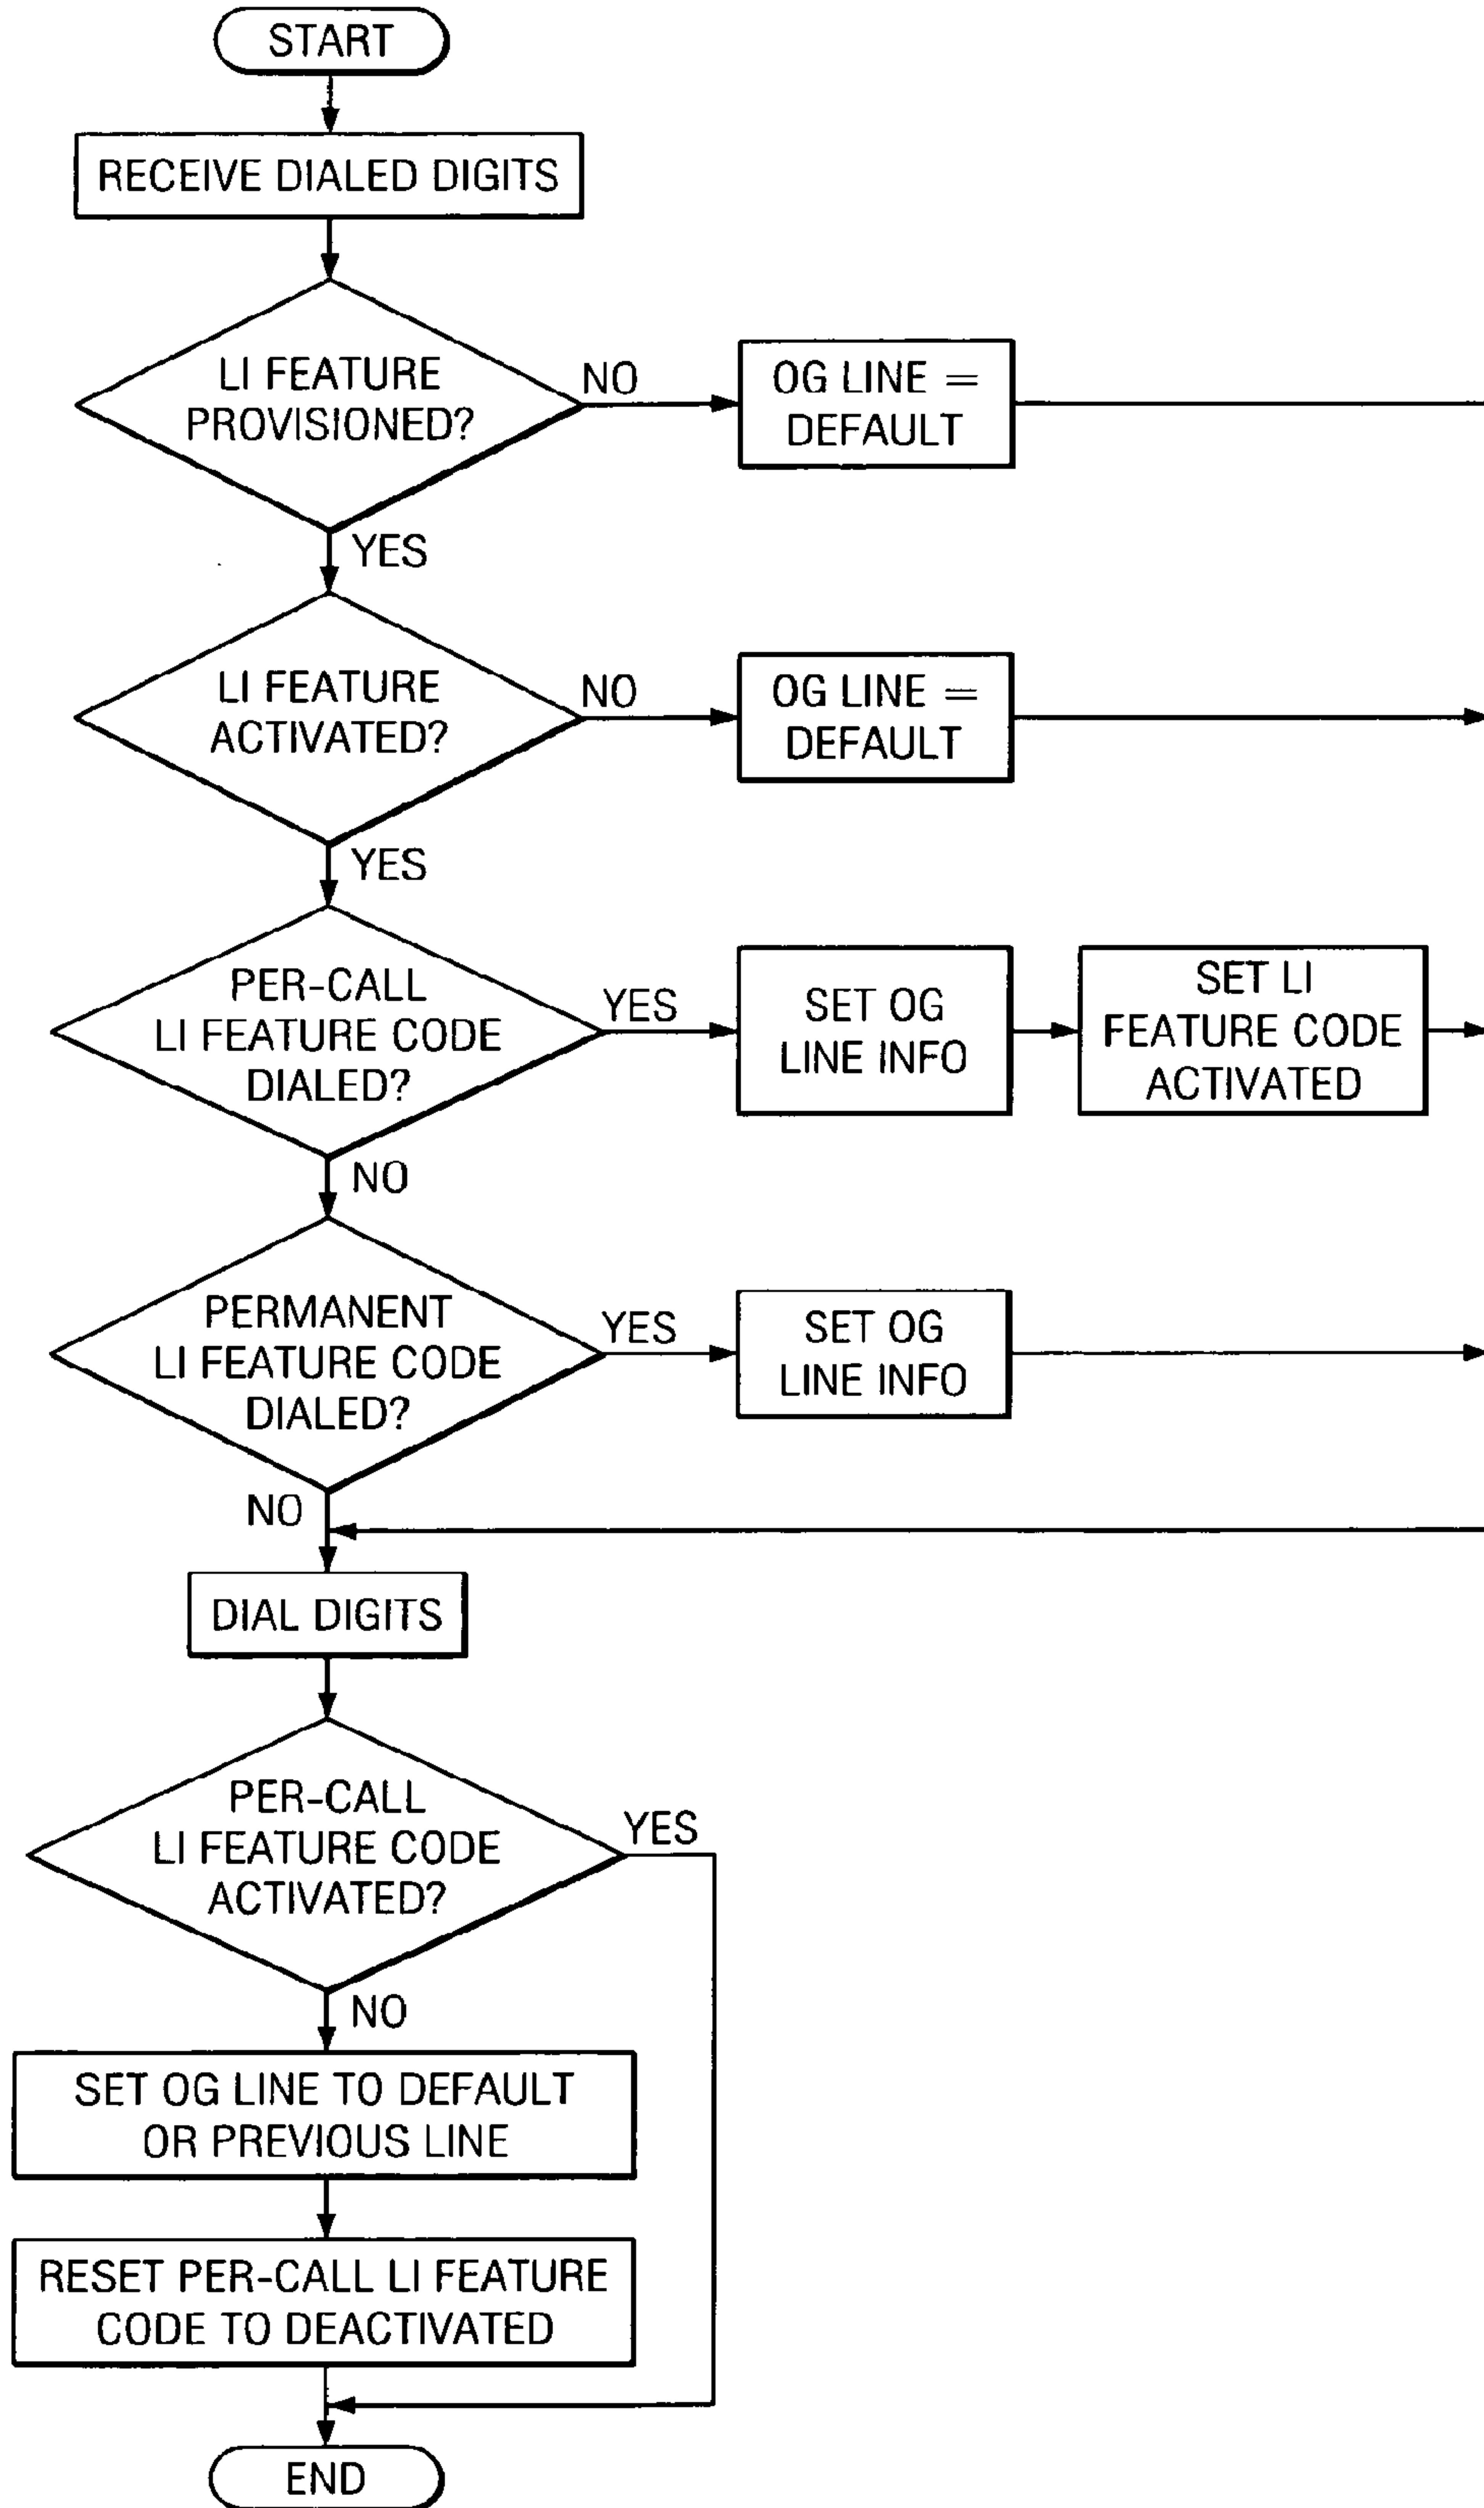 START
RECEIVE DIALED DIGITS
LI FEATURE
PROVISIONED?
NO
OG LINE =
DEFAULT
YES
LI FEATURE
ACTIVATED?
NO
OG LINE =
DEFAULT
YES
PER-CALL
LI FEATURE CODE
DIALED?
YES
SET OG
LINE INFO
SET LI
FEATURE CODE
ACTIVATED
NO
PERMANENT
LI FEATURE CODE
DIALED?
YES
SET OG
LINE INFO
NO
DIAL DIGITS
PER-CALL
LI FEATURE CODE
ACTIVATED?
YES
NO
SET OG LINE TO DEFAULT
OR PREVIOUS LINE
RESET PER-CALL LI FEATURE
CODE TO DEACTIVATED
END